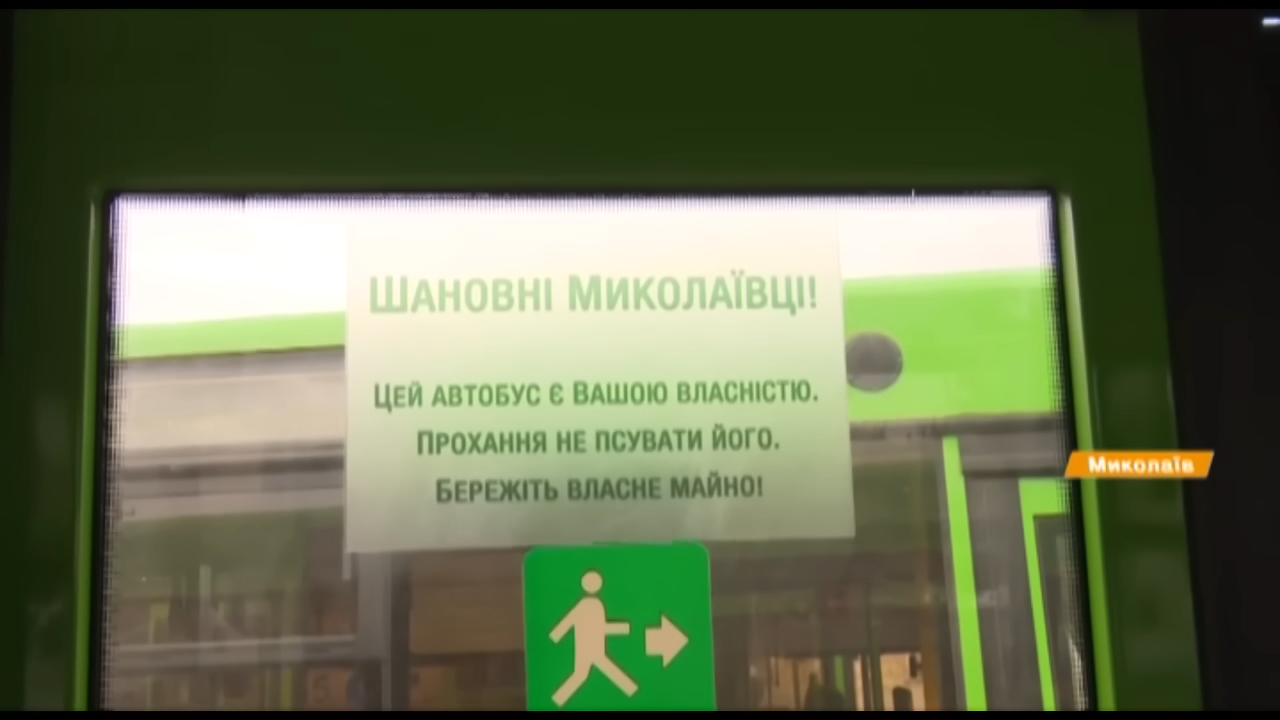 Шановні Миколаївці!
Цей автобус є Вашою власністю.
Прохання не псувати його.
Бережіть власне майно!
Миколаїв